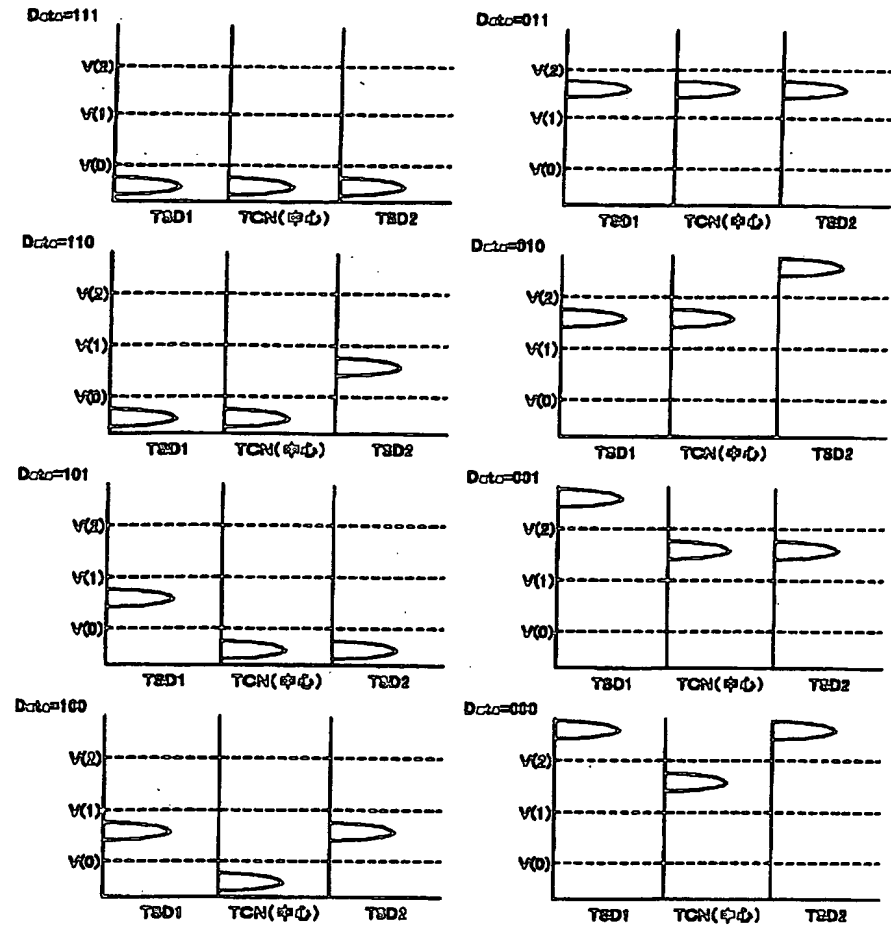 Data=111
V(2)
V(1)
V(0)
TSD1 TCN(中心) TSD2
Data=011
V(2)
V(1)
V(0)
TSD1 TCN(中心) TSD2
Data=110
V(2)
V(1)
V(0)
TSD1 TCN(中心) TSD2
Data=010
V(2)
V(1)
V(0)
TSD1 TCN(中心) TSD2
Data=101
V(2)
V(1)
V(0)
TSD1 TCN(中心) TSD2
Data=001
V(2)
V(1)
V(0)
TSD1 TCN(中心) TSD2
Data=100
V(2)
V(1)
V(0)
TSD1 TCN(中心) TSD2
Data=000
V(2)
V(1)
V(0)
TSD1 TCN(中心) TSD2